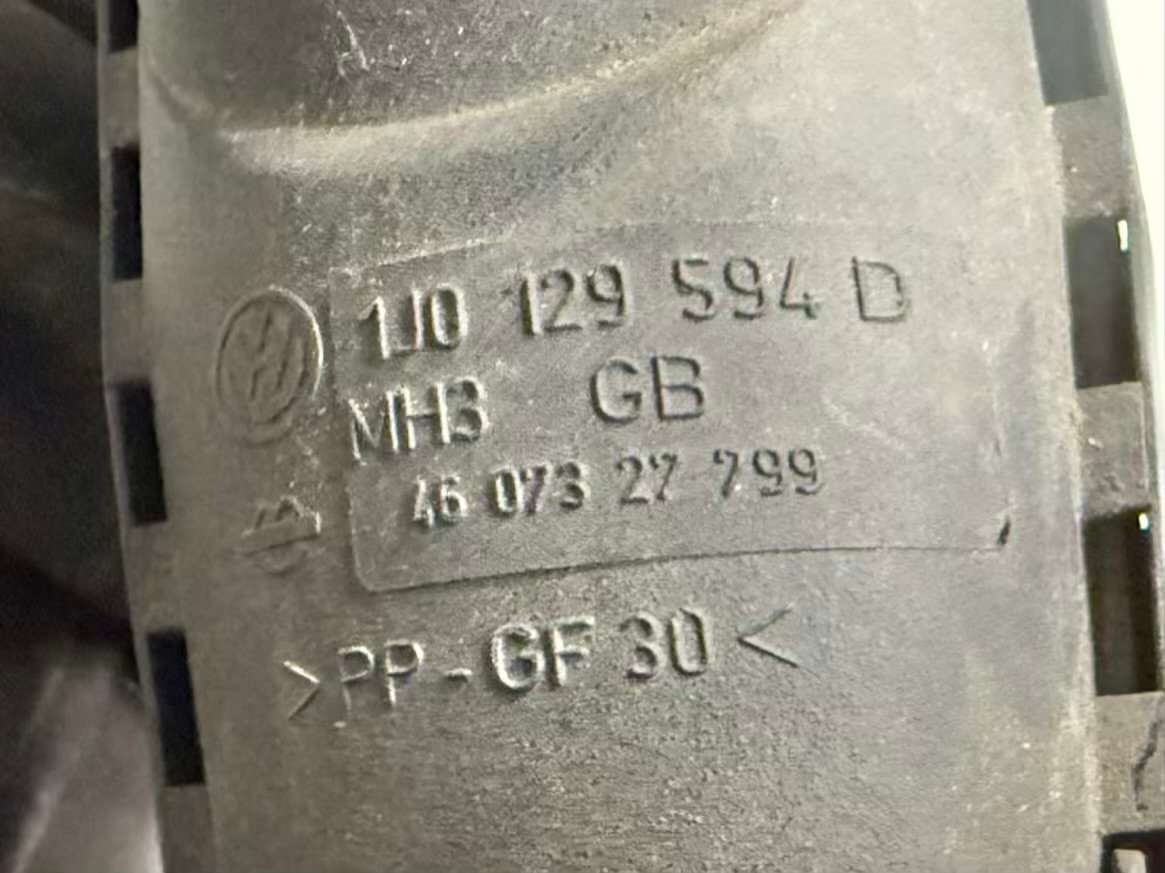 1J0 129 594 D
MH3 GB
46 073 27 799
>PP-GF 30<